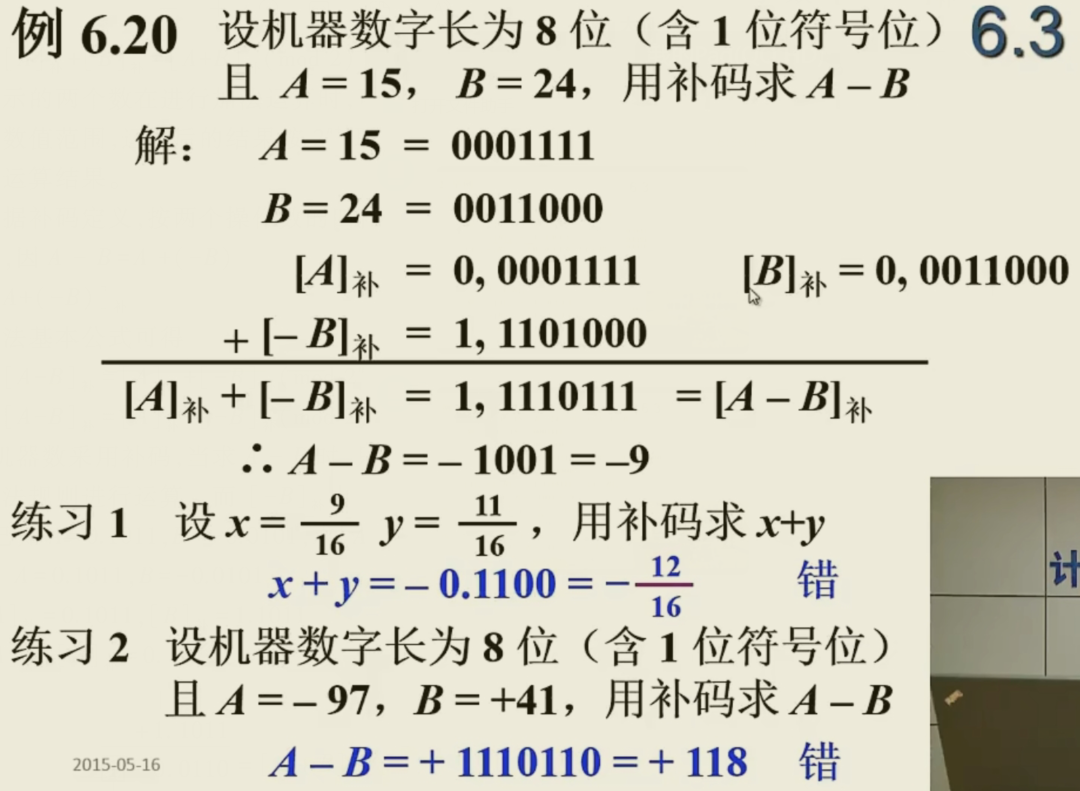 例 6.20 设机器数字长为 8 位（含 1 位符号位） 6.3
且 A = 15， B = 24，用补码求 A – B
解： A = 15 = 0001111
B = 24 = 0011000
[A]补 = 0, 0001111 [B]补 = 0, 0011000
+ [– B]补 = 1, 1101000
[A]补 + [– B]补 = 1, 1110111 = [A – B]补
∴ A – B = – 1001 = –9
练习 1 设 x = 9/16 y = 11/16 ，用补码求 x+y
x + y = – 0.1100 = – 12/16 错
练习 2 设机器数字长为 8 位（含 1 位符号位）
且 A = – 97，B = +41，用补码求 A – B
A – B = + 1110110 = + 118 错
2015-05-16
计